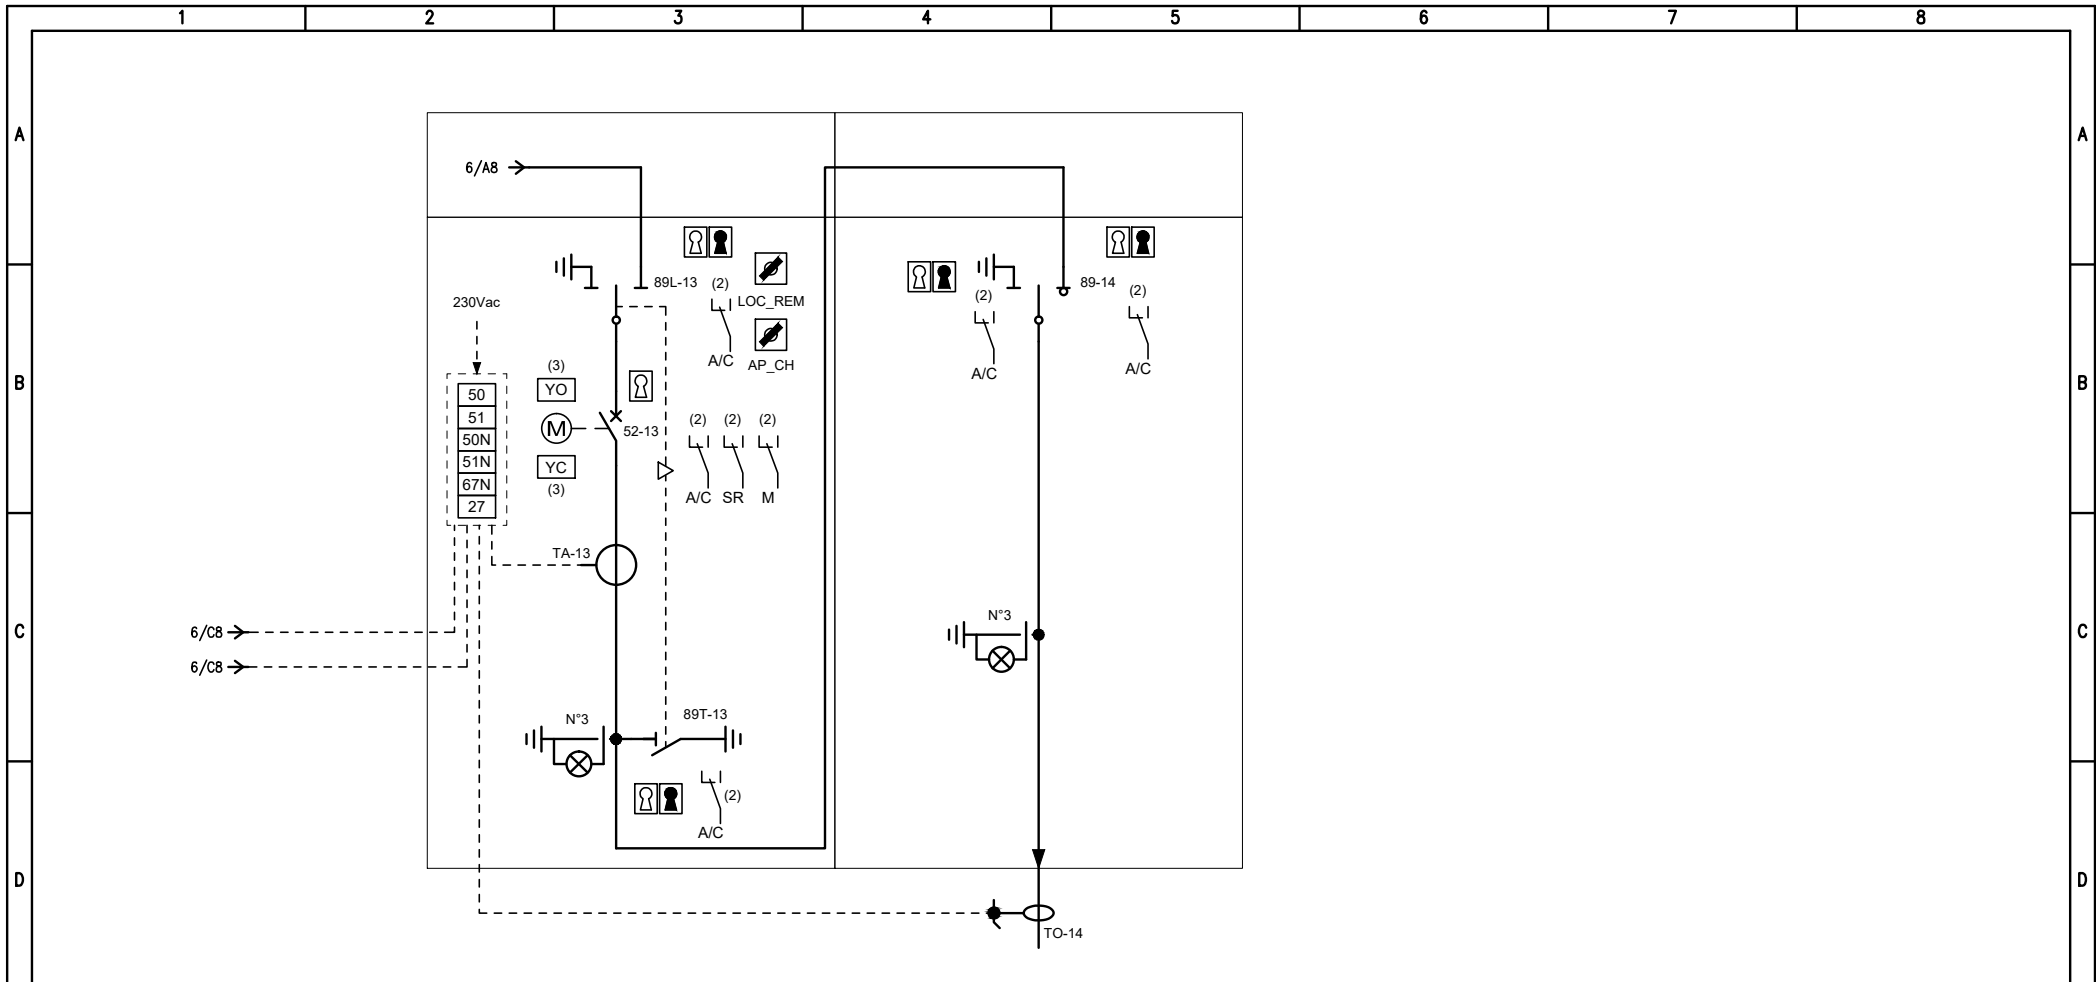 1 2 3 4 5 6 7 8
A A
6/A8
89L-13 (2)
LOC_REM
A/C AP_CH
(2)
A/C
89-14 (2)
A/C
230Vac
B B
(3)
YO
M
YC
(3)
52-13
50
51
50N
51N
67N
27
(2) (2) (2)
A/C SR M
TA-13
C C
6/C8
6/C8
N°3
N°3
89T-13
(2)
A/C
D D
TO-14